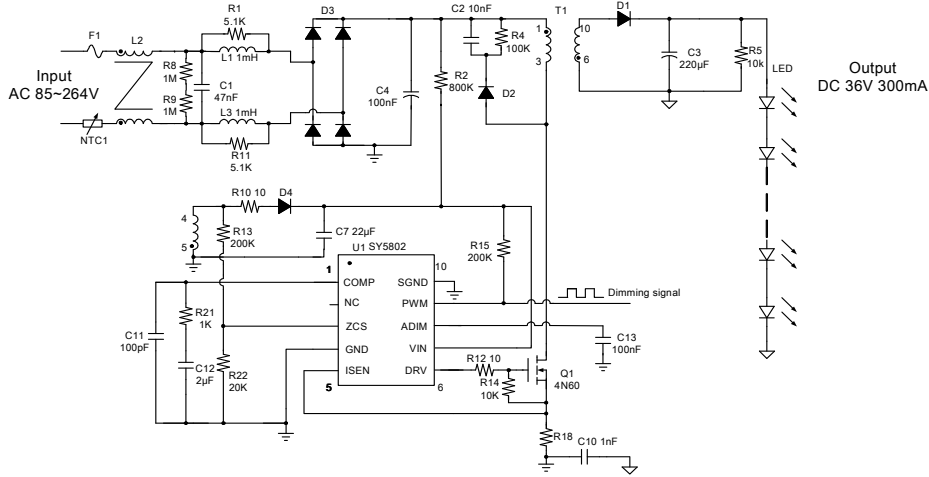 R1
5.1K
D3
C2 10nF
T1
D1
F1
L2
R4
100K
1
10
L1 1mH
3
6
C3
220µF
R5
10k
LED
Output
DC 36V 300mA
Input
AC 85~264V
R8
1M
R9
1M
C1
47nF
C4
100nF
R2
800K
D2
L3 1mH
NTC1
R11
5.1K
R10 10
D4
4
5
R13
200K
C7 22µF
U1 SY5802
R15
200K
1
10
COMP
SGND
NC
PWM
Dimming signal
ZCS
ADIM
GND
VIN
ISEN
DRV
5
6
R21
1K
C11
100pF
C12
2µF
R22
20K
C13
100nF
R12 10
R14
10K
Q1
4N60
R18
C10 1nF